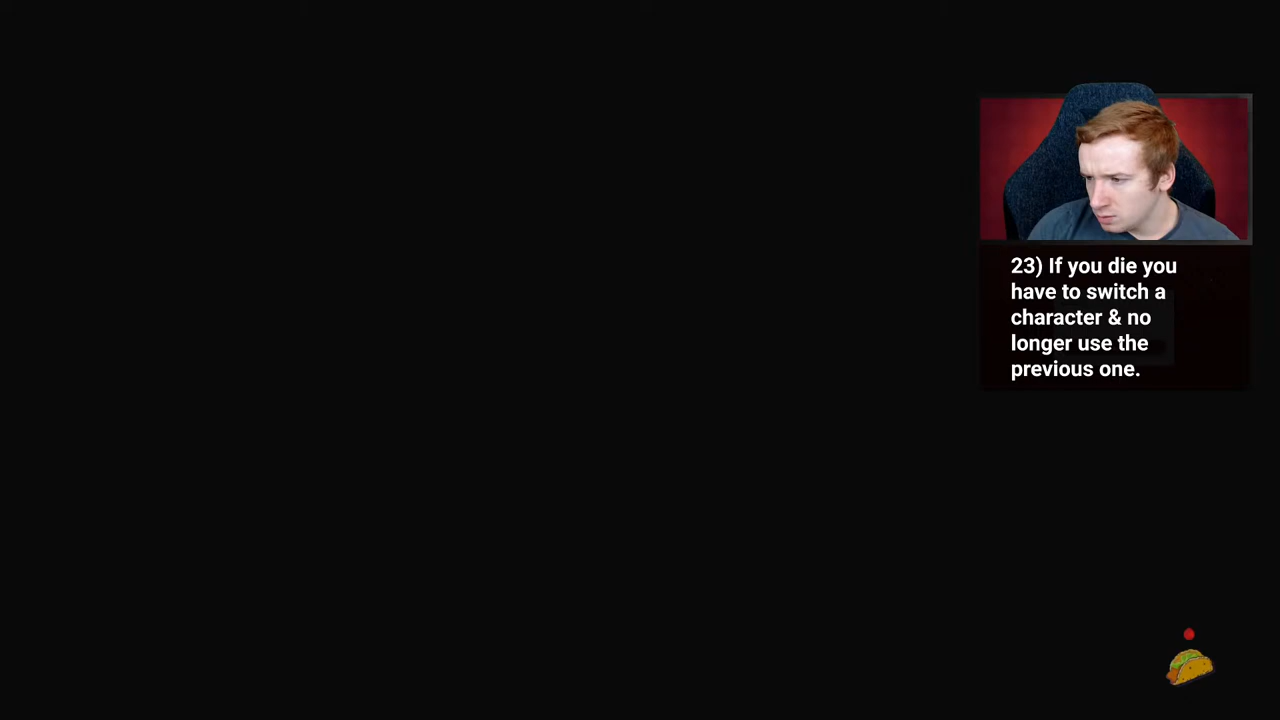 23) If you die you
have to switch a
character & no
longer use the
previous one.